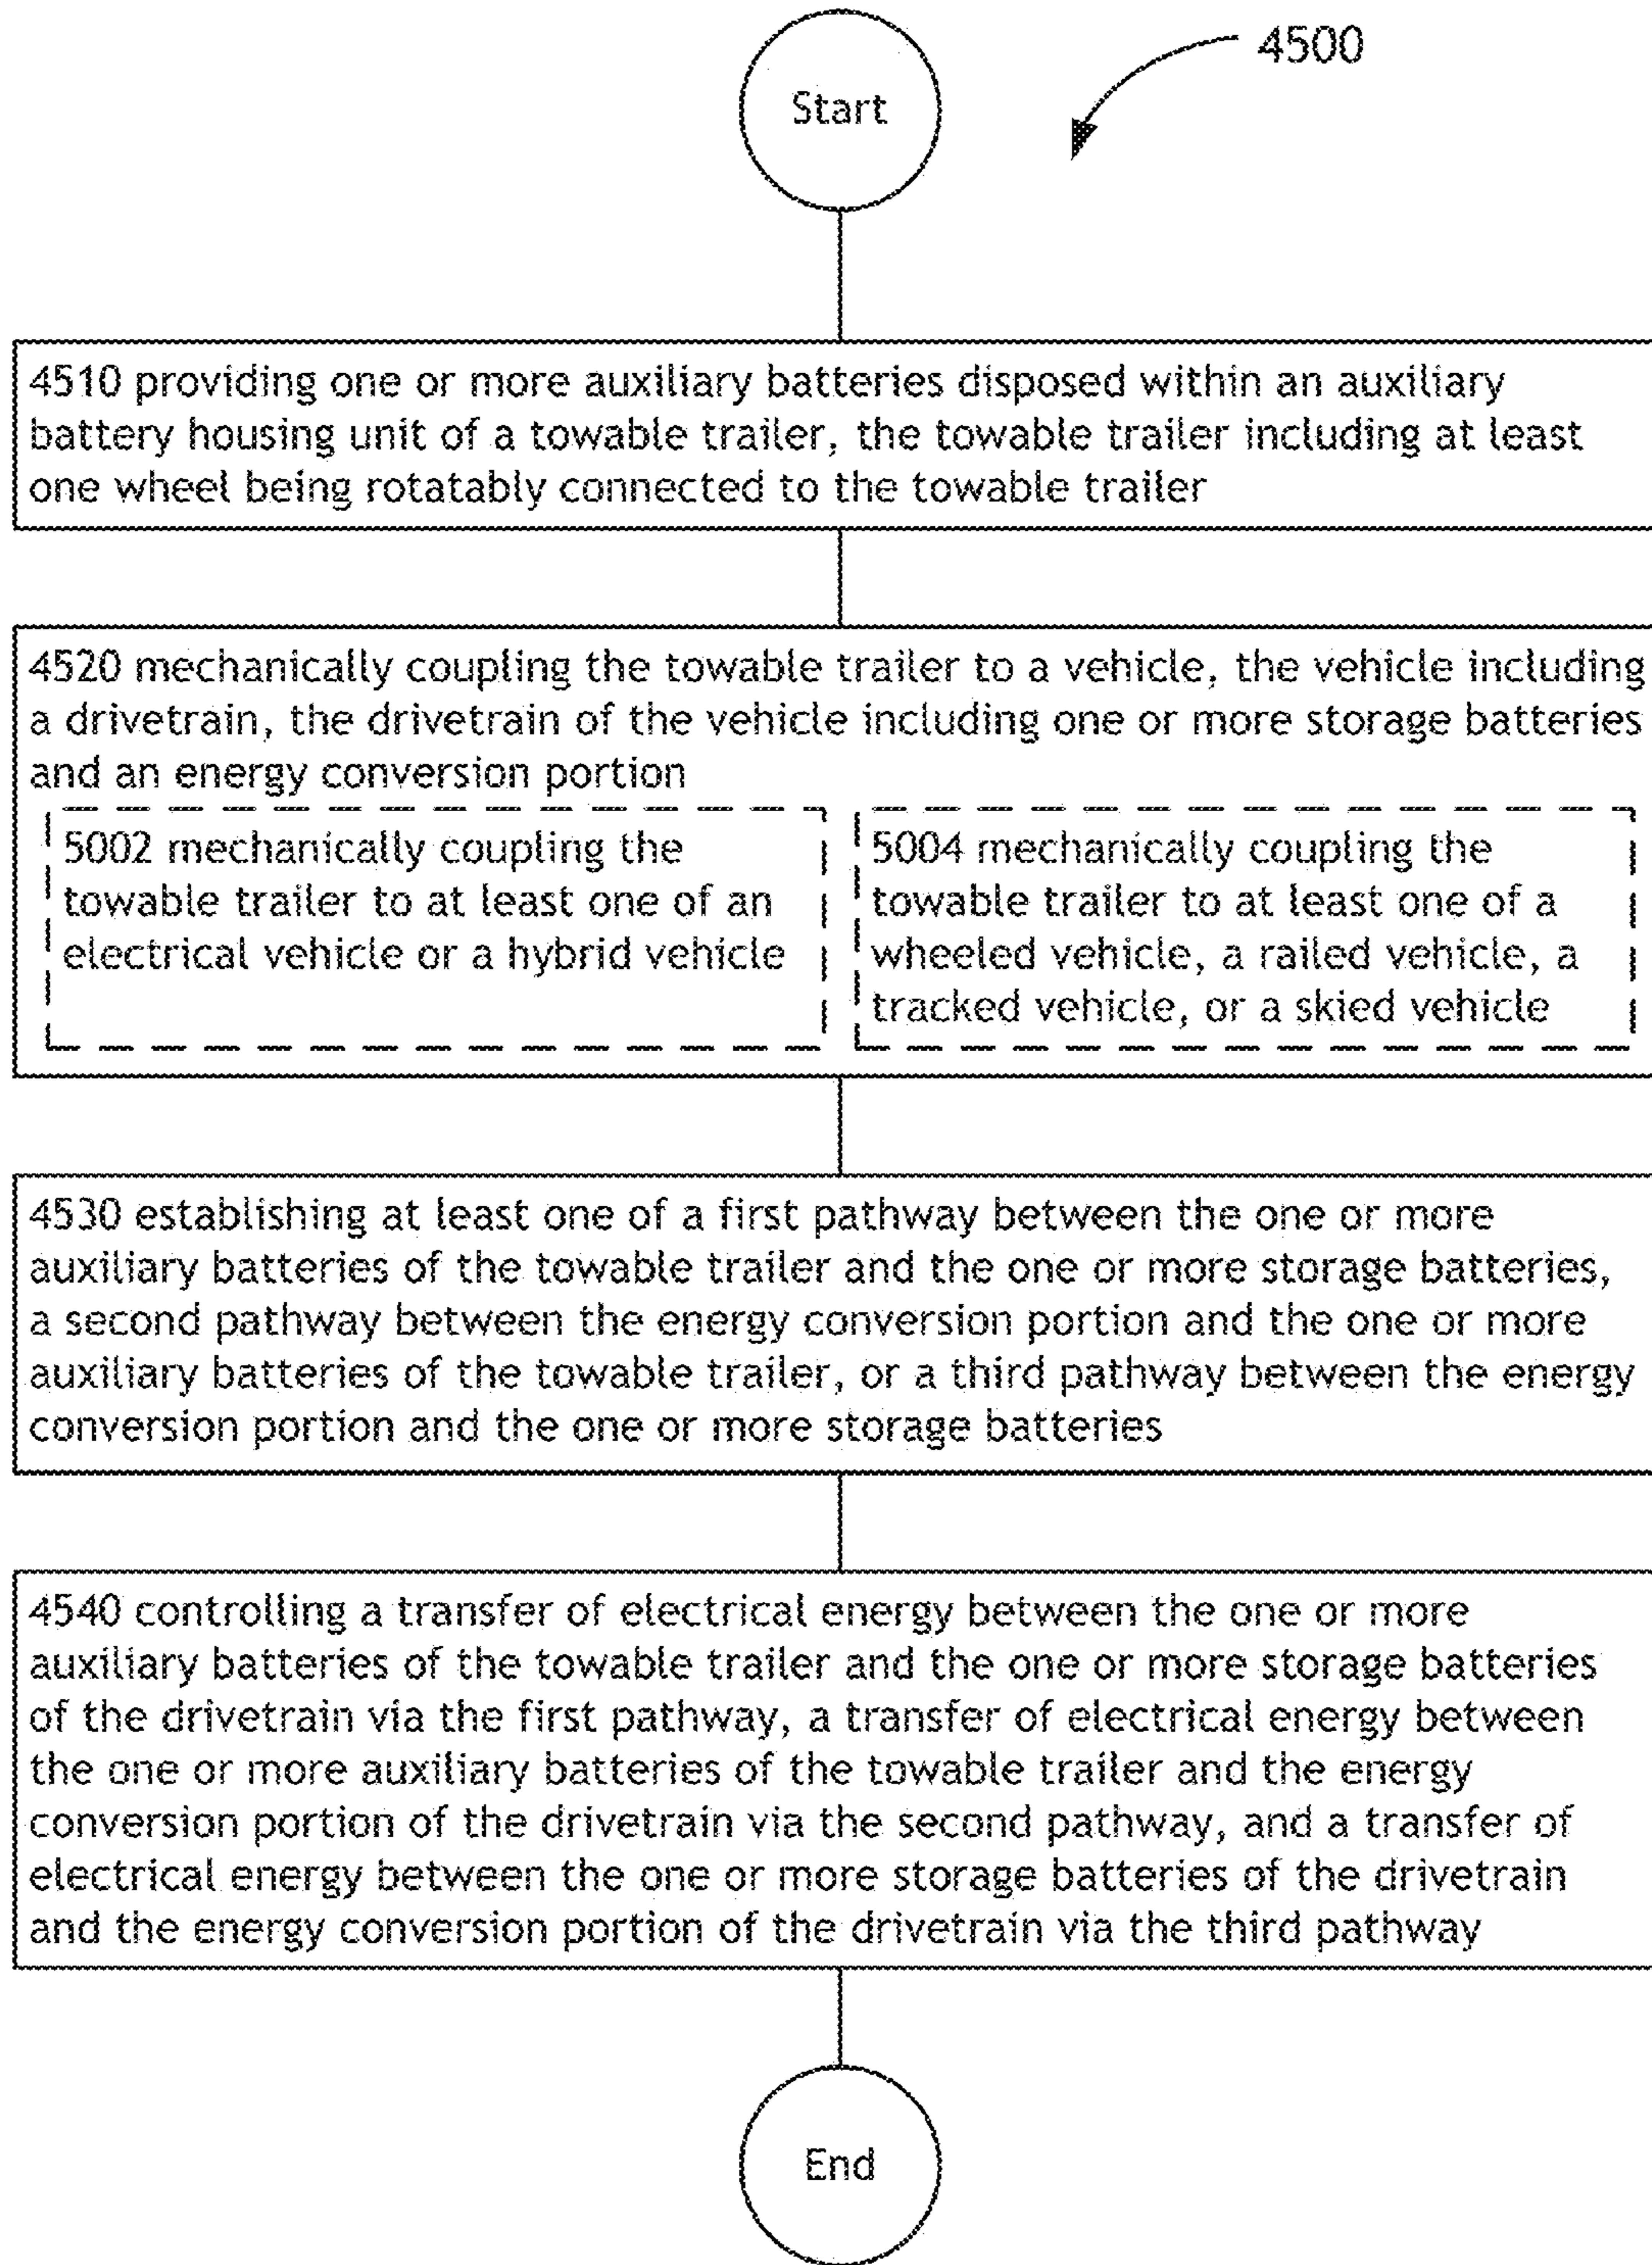 Start
4500
4510 providing one or more auxiliary batteries disposed within an auxiliary
battery housing unit of a towable trailer, the towable trailer including at least
one wheel being rotatably connected to the towable trailer
4520 mechanically coupling the towable trailer to a vehicle, the vehicle including
a drivetrain, the drivetrain of the vehicle including one or more storage batteries
and an energy conversion portion
5002 mechanically coupling the
towable trailer to at least one of an
electrical vehicle or a hybrid vehicle
5004 mechanically coupling the
towable trailer to at least one of a
wheeled vehicle, a railed vehicle, a
tracked vehicle, or a skied vehicle
4530 establishing at least one of a first pathway between the one or more
auxiliary batteries of the towable trailer and the one or more storage batteries,
a second pathway between the energy conversion portion and the one or more
auxiliary batteries of the towable trailer, or a third pathway between the energy
conversion portion and the one or more storage batteries
4540 controlling a transfer of electrical energy between the one or more
auxiliary batteries of the towable trailer and the one or more storage batteries
of the drivetrain via the first pathway, a transfer of electrical energy between
the one or more auxiliary batteries of the towable trailer and the energy
conversion portion of the drivetrain via the second pathway, and a transfer of
electrical energy between the one or more storage batteries of the drivetrain
and the energy conversion portion of the drivetrain via the third pathway
End